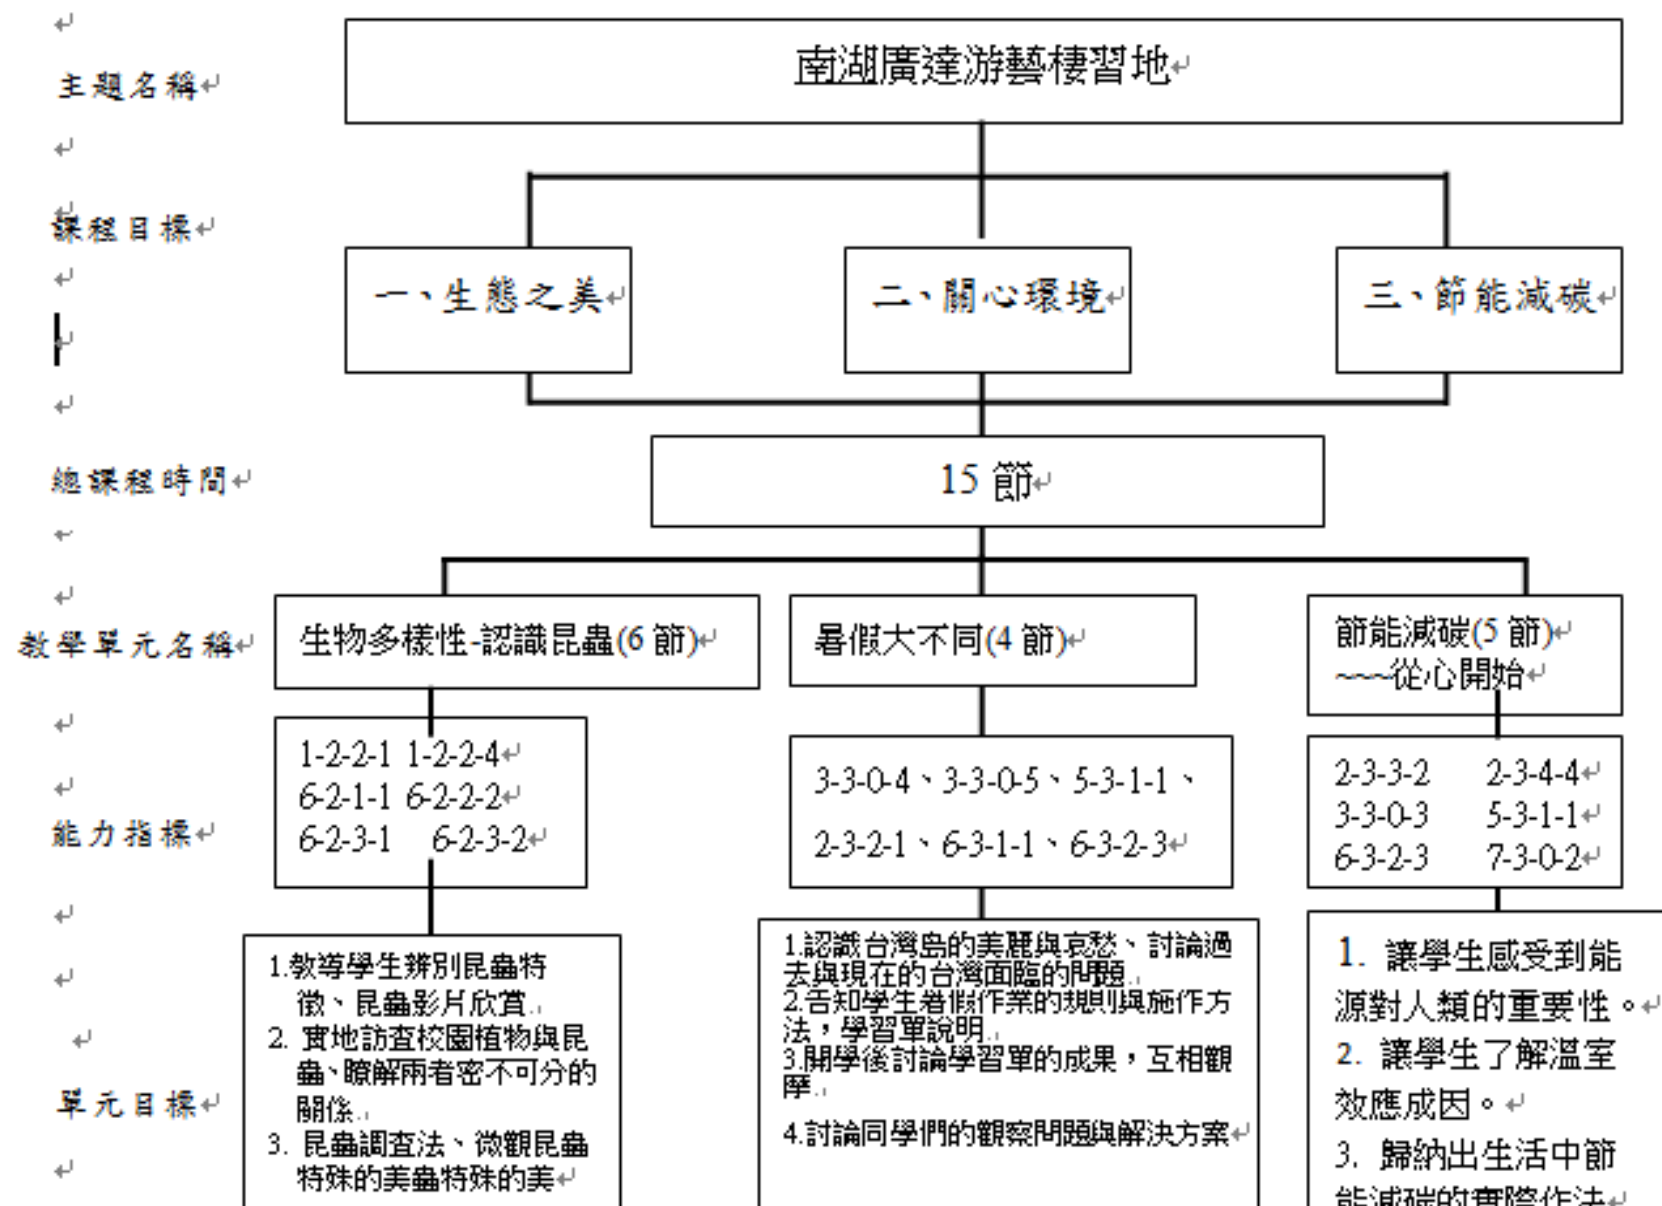 主題名稱
南湖廣達游藝棲習地
課程目標
一、生態之美
二、關心環境
三、節能減碳
總課程時間
15 節
教學單元名稱
生物多樣性-認識昆蟲(6 節)
暑假大不同(4 節)
節能減碳(5 節)
~~~從心開始
能力指標
1-2-2-1 1-2-2-4
6-2-1-1 6-2-2-2
6-2-3-1 6-2-3-2
3-3-0-4、3-3-0-5、5-3-1-1、
2-3-2-1、6-3-1-1、6-3-2-3
2-3-3-2 2-3-4-4
3-3-0-3 5-3-1-1
6-3-2-3 7-3-0-2
單元目標
1.教導學生辨別昆蟲特
徵、昆蟲影片欣賞.
2. 實地訪查校園植物與昆
蟲、瞭解兩者密不可分的
關係.
3. 昆蟲調查法、微觀昆蟲
特殊的美蟲特殊的美
1.認識台灣島的美麗與哀愁、討論過
去與現在的台灣面臨的問題.
2.告知學生暑假作業的規則與施作方
法，學習單說明.
3.開學後討論學習單的成果，互相觀
摩.
4.討論同學們的觀察問題與解決方案
1. 讓學生感受到能
源對人類的重要性。
2. 讓學生了解溫室
效應成因。
3. 歸納出生活中節
能減碳的實際作法